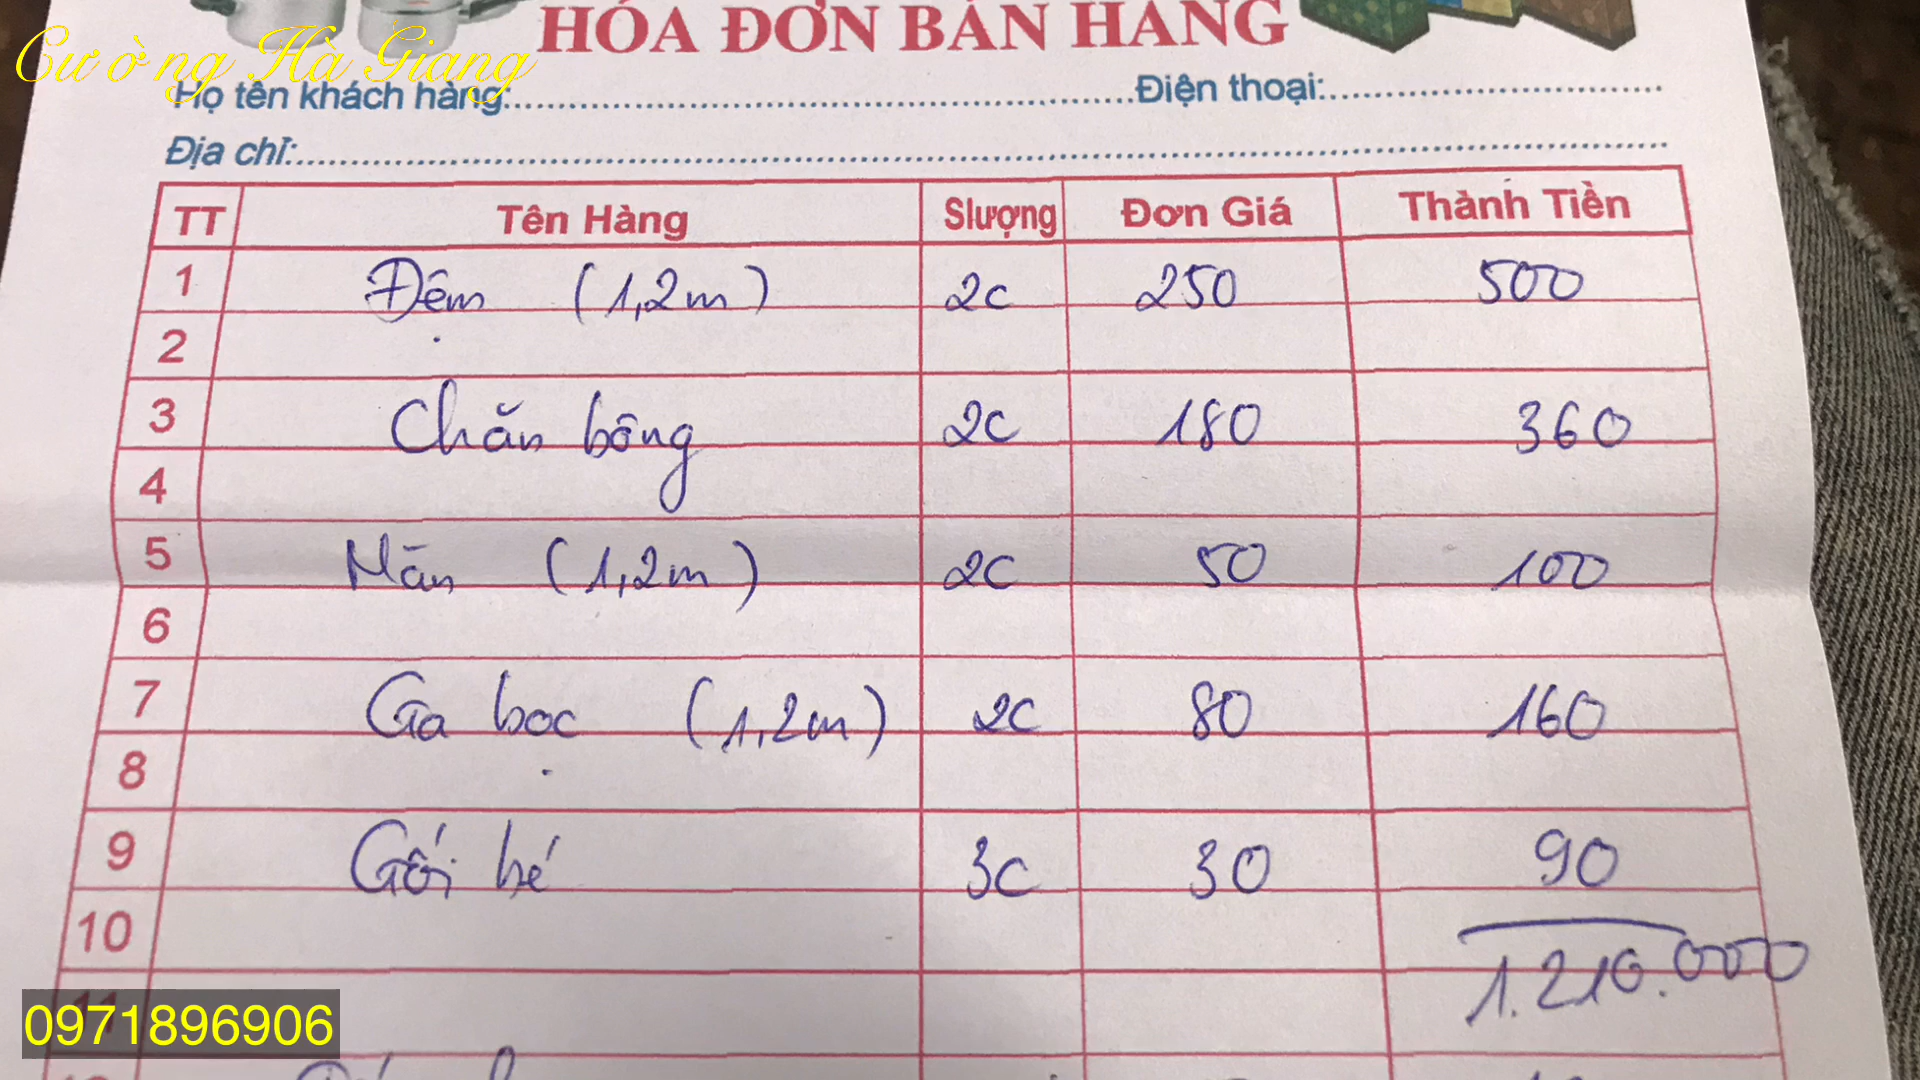 Cường Hà Giang
HÓA ĐƠN BÁN HÀNG
Họ tên khách hàng:..........Điện thoại:..........
Địa chỉ:..........
TT Tên Hàng Slượng Đơn Giá Thành Tiền
1 Đệm (1,2m) 2c 250 500
2
3 Chăn bông 2c 180 360
4
5 Màn (1,2m) 2c 50 100
6
7 Ga bọc (1,2m) 2c 80 160
8
9 Gối bé 3c 30 90
10
1.210.000
11
0971896906